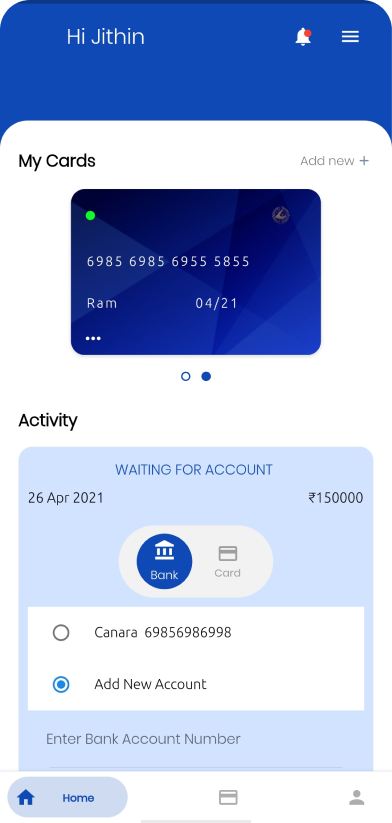 Hi Jithin
My Cards
Add new +
6985 6985 6955 5855
Ram 04/21
Activity
WAITING FOR ACCOUNT
26 Apr 2021 ₹150000
Bank Card
Canara 69856986998
Add New Account
Enter Bank Account Number
Home